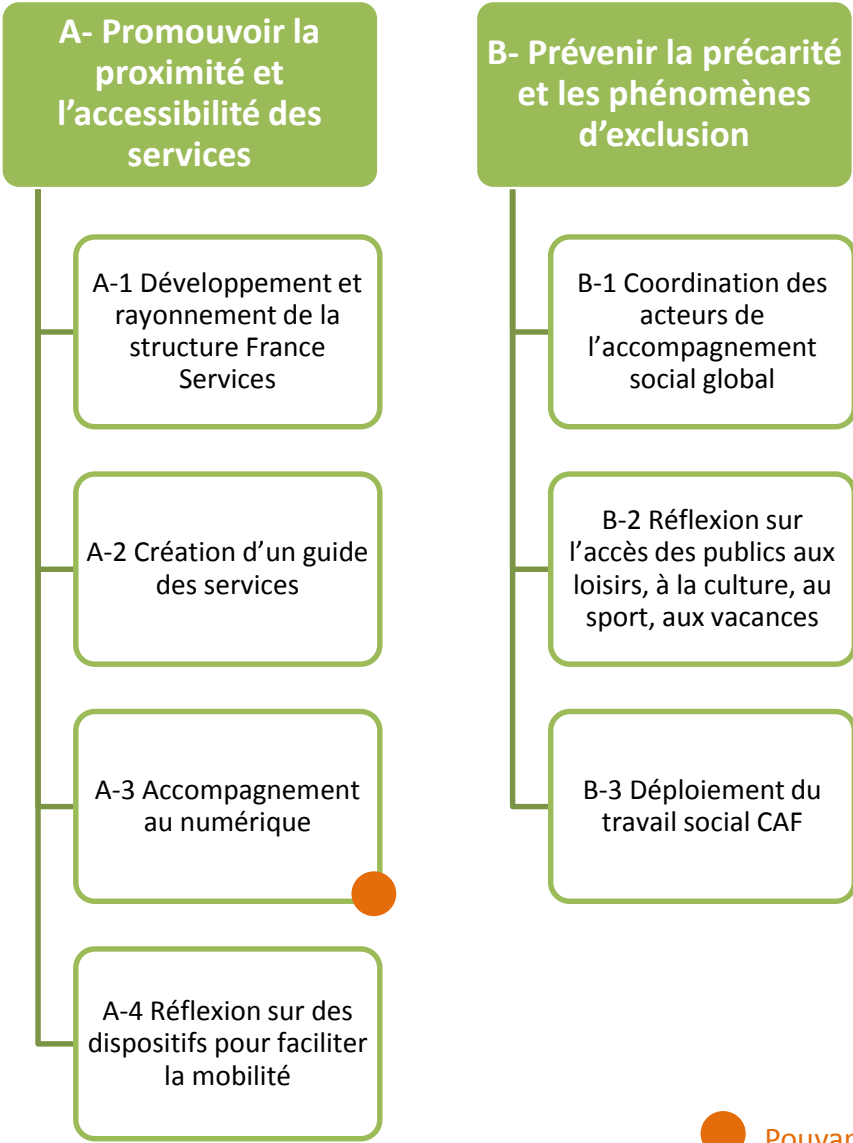 A- Promouvoir la
proximité et
l’accessibilité des
services
A-1 Développement et
rayonnement de la
structure France
Services
A-2 Création d’un guide
des services
A-3 Accompagnement
au numérique
A-4 Réflexion sur des
dispositifs pour faciliter
la mobilité
B- Prévenir la précarité
et les phénomènes
d’exclusion
B-1 Coordination des
acteurs de
l’accompagnement
social global
B-2 Réflexion sur
l’accès des publics aux
loisirs, à la culture, au
sport, aux vacances
B-3 Déploiement du
travail social CAF